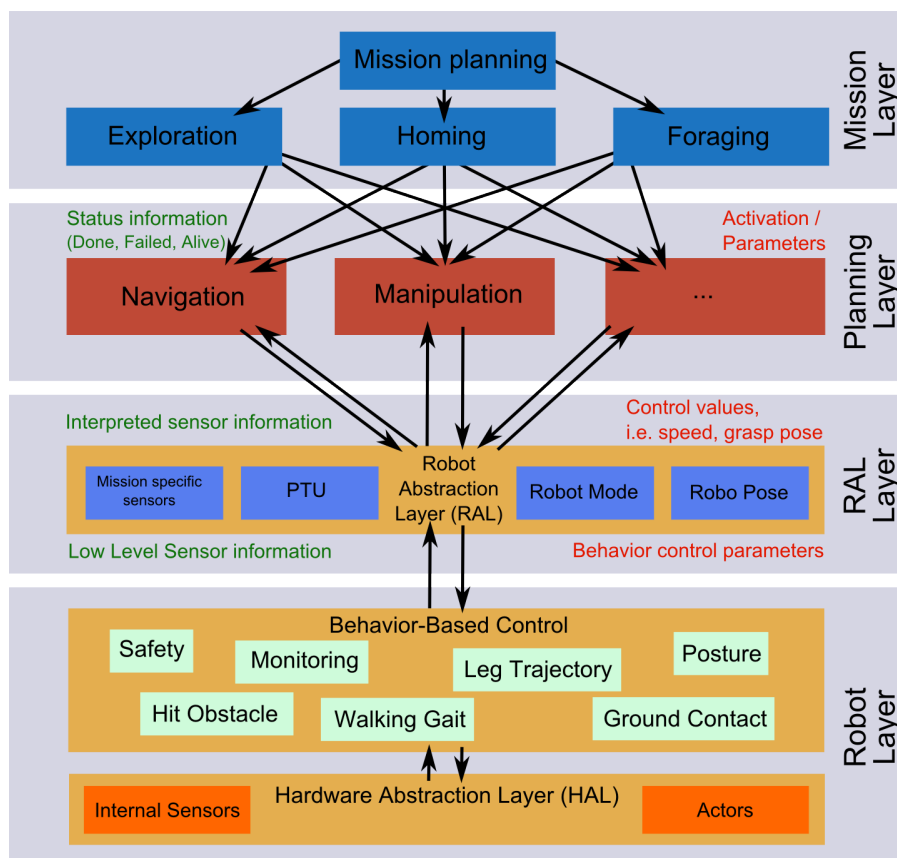 Mission planning
Exploration
Homing
Foraging
Mission
Layer
Status information
(Done, Failed, Alive)
Activation /
Parameters
Navigation
Manipulation
...
Planning
Layer
Interpreted sensor information
Control values,
i.e. speed, grasp pose
Mission specific
sensors
PTU
Robot
Abstraction
Layer (RAL)
Robot Mode
Robo Pose
RAL
Layer
Low Level Sensor information
Behavior control parameters
Behavior-Based Control
Safety
Monitoring
Leg Trajectory
Posture
Hit Obstacle
Walking Gait
Ground Contact
Robot
Layer
Hardware Abstraction Layer (HAL)
Internal Sensors
Actors